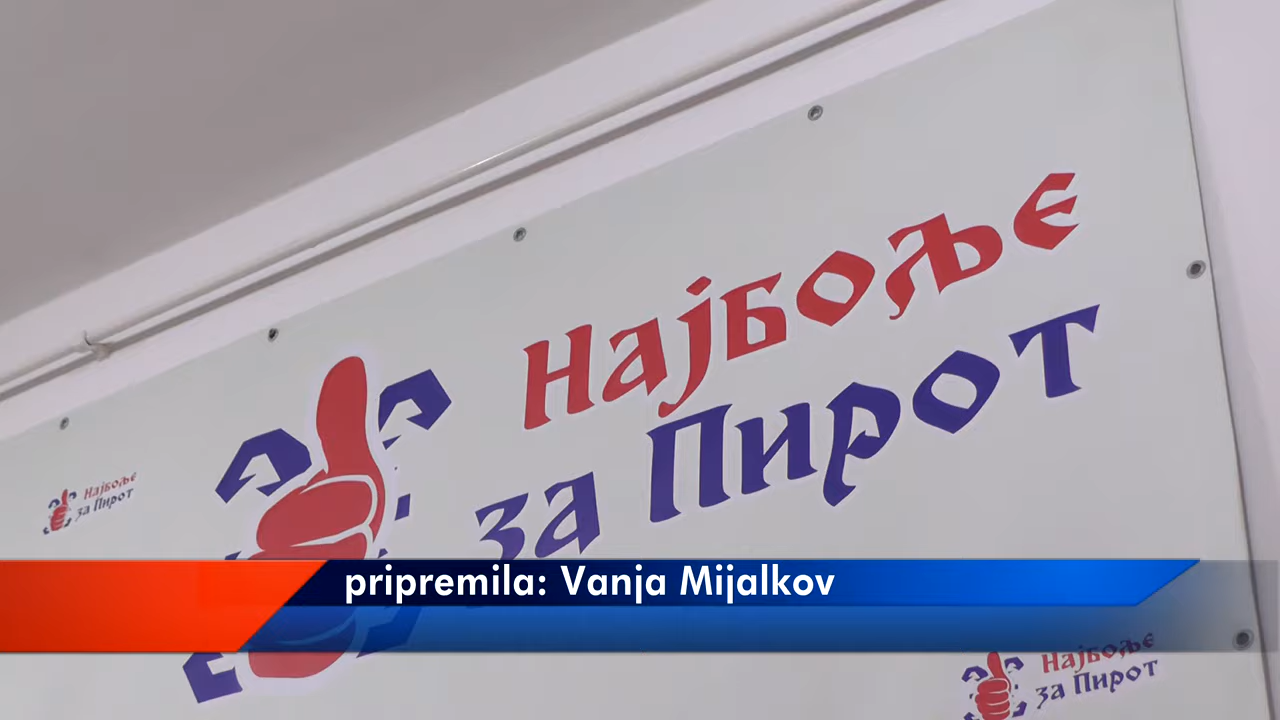 Најбоље
за Пирот
Најбоље
за Пирот
pripremila: Vanja Mijalkov
Најбоље
за Пирот